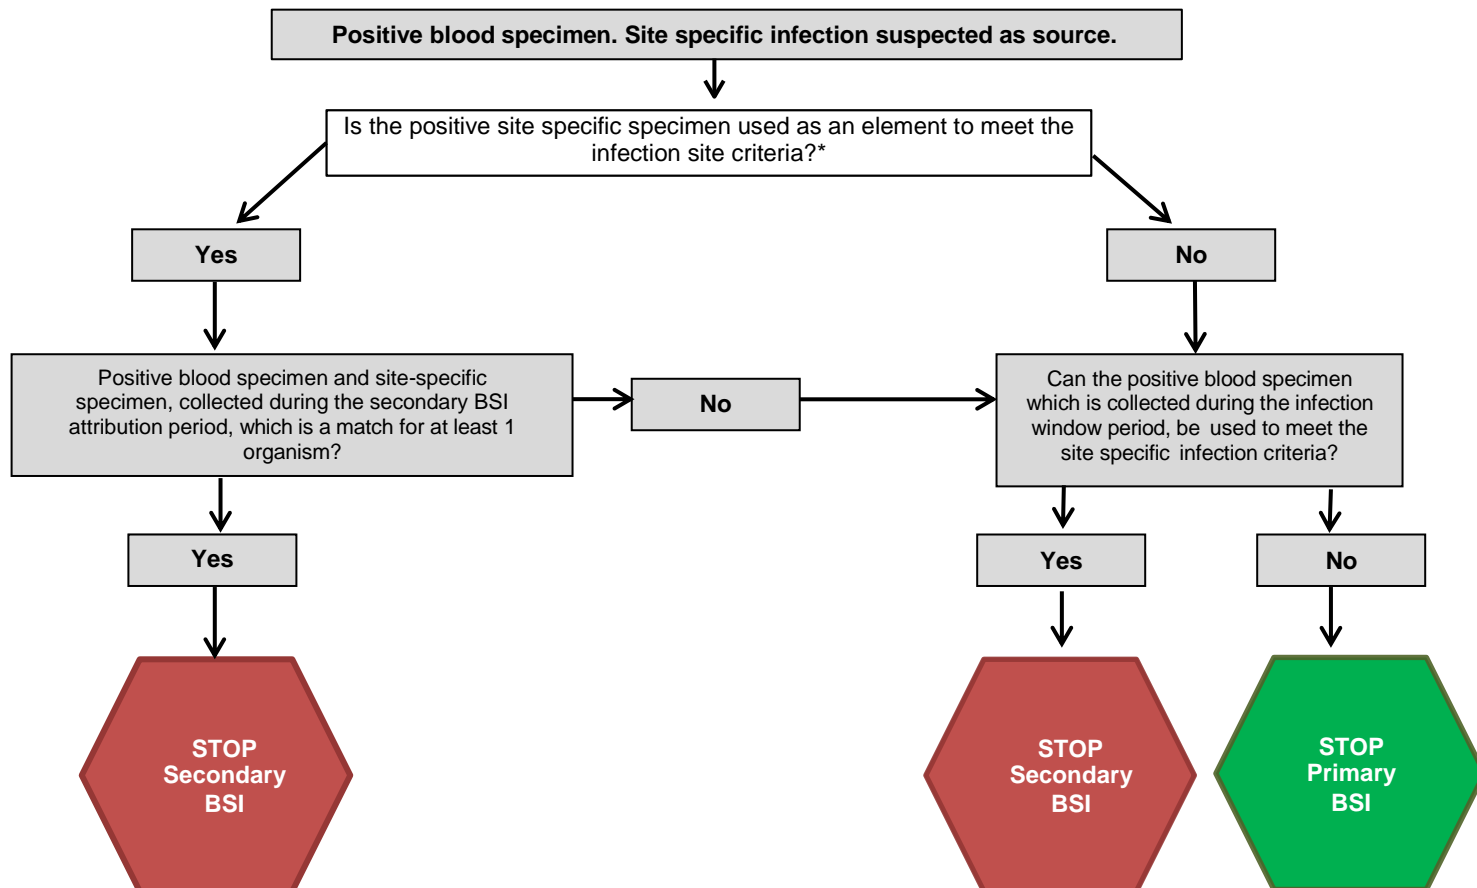 Positive blood specimen. Site specific infection suspected as source.
Is the positive site specific specimen used as an element to meet the
infection site criteria?*
Yes
No
Positive blood specimen and site-specific
specimen, collected during the secondary BSI
attribution period, which is a match for at least 1
organism?
No
Can the positive blood specimen
which is collected during the infection
window period, be used to meet the
site specific infection criteria?
Yes
Yes
No
STOP
Secondary
BSI
STOP
Secondary
BSI
STOP
Primary
BSI